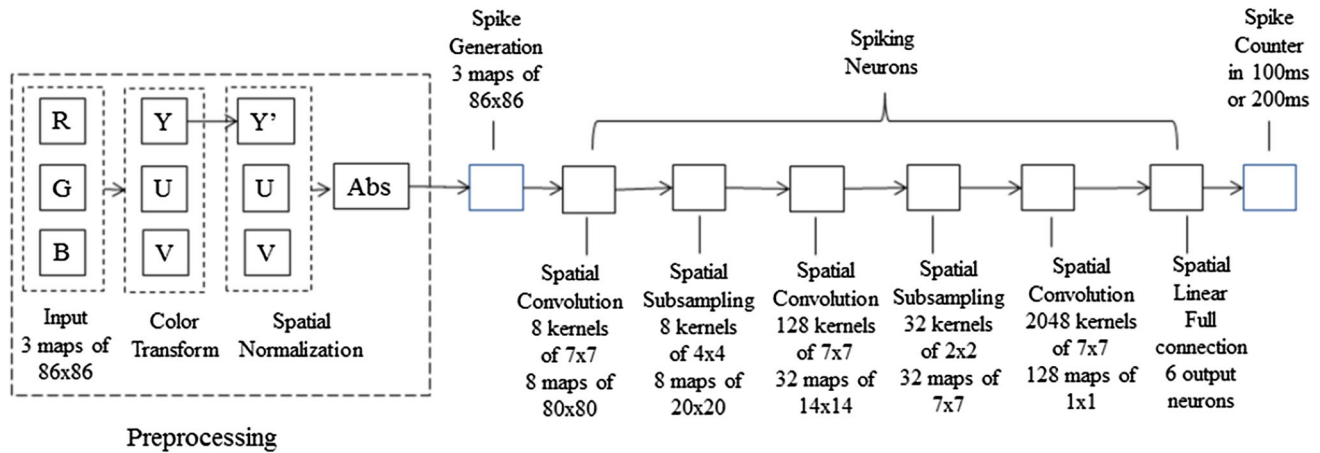 R
G
B
Input
3 maps of
86x86
Y
U
V
Color
Transform
Y’
U
V
Spatial
Normalization
Abs
Preprocessing
Spike
Generation
3 maps of
86x86
Spiking
Neurons
Spatial
Convolution
8 kernels
of 7x7
8 maps of
80x80
Spatial
Subsampling
8 kernels
of 4x4
8 maps of
20x20
Spatial
Convolution
128 kernels
of 7x7
32 maps of
14x14
Spatial
Subsampling
32 kernels
of 2x2
32 maps of
7x7
Spatial
Convolution
2048 kernels
of 7x7
128 maps of
1x1
Spatial
Linear
Full
connection
6 output
neurons
Spike
Counter
in 100ms
or 200ms